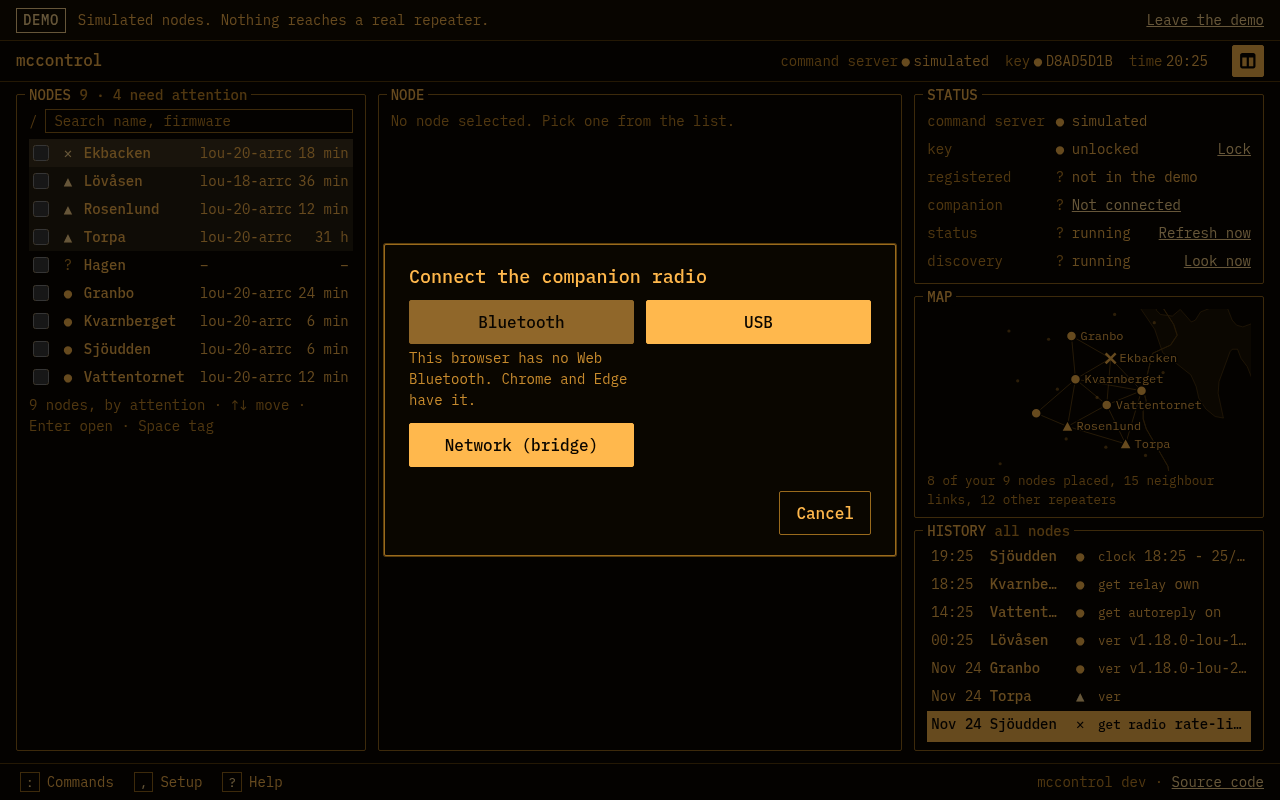 DEMO Simulated nodes. Nothing reaches a real repeater. Leave the demo
mccontrol command server ● simulated key ● D8AD5D1B time 20:25
NODES 9 · 4 need attention
/ Search name, firmware
× Ekbacken lou-20-arrc 18 min
▲ Lövåsen lou-18-arrc 36 min
▲ Rosenlund lou-20-arrc 12 min
▲ Torpa lou-20-arrc 31 h
? Hagen – –
● Granbo lou-20-arrc 24 min
● Kvarnberget lou-20-arrc 6 min
● Sjöudden lou-20-arrc 6 min
● Vattentornet lou-20-arrc 12 min
9 nodes, by attention · ↑↓ move ·
Enter open · Space tag
NODE
No node selected. Pick one from the list.
Connect the companion radio
Bluetooth USB
This browser has no Web
Bluetooth. Chrome and Edge
have it.
Network (bridge)
Cancel
STATUS
command server ● simulated
key ● unlocked Lock
registered ? not in the demo
companion ? Not connected
status ? running Refresh now
discovery ? running Look now
MAP
Granbo
Ekbacken
Kvarnberget
Vattentornet
Rosenlund
Torpa
8 of your 9 nodes placed, 15 neighbour
links, 12 other repeaters
HISTORY all nodes
19:25 Sjöudden ● clock 18:25 - 25/…
18:25 Kvarnbe… ● get relay own
14:25 Vattent… ● get autoreply on
00:25 Lövåsen ● ver v1.18.0-lou-1…
Nov 24 Granbo ● ver v1.18.0-lou-2…
Nov 24 Torpa ▲ ver
Nov 24 Sjöudden × get radio rate-li…
: Commands , Setup ? Help mccontrol dev · Source code